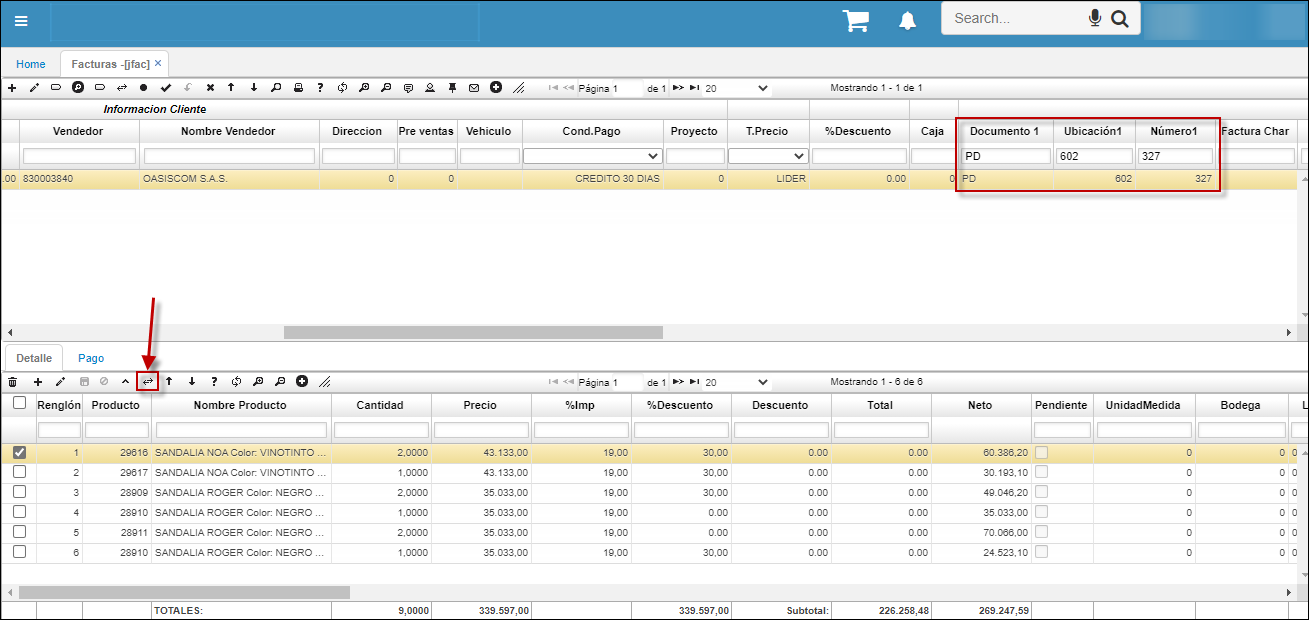 Search...
Home Facturas -[jfac] ×
Página 1 de 1 20 Mostrando 1 - 1 de 1
Informacion Cliente
Vendedor Nombre Vendedor Direccion Pre ventas Vehiculo Cond.Pago Proyecto T.Precio %Descuento Caja Documento 1 Ubicación1 Número1 Factura Char
PD 602 327
.00 830003840 OASISCOM S.A.S. 0 0 CREDITO 30 DIAS 0 LIDER 0.00 0 PD 602 327
Detalle Pago
Página 1 de 1 20 Mostrando 1 - 6 de 6
Renglón Producto Nombre Producto Cantidad Precio %Imp %Descuento Descuento Total Neto Pendiente UnidadMedida Bodega L
1 29616 SANDALIA NOA Color: VINOTINTO ... 2,0000 43.133,00 19,00 30,00 0.00 0.00 60.386,20 0 0 0
2 29617 SANDALIA NOA Color: VINOTINTO ... 1,0000 43.133,00 19,00 30,00 0.00 0.00 30.193,10 0 0 0
3 28909 SANDALIA ROGER Color: NEGRO ... 2,0000 35.033,00 19,00 30,00 0.00 0.00 49.046,20 0 0 0
4 28910 SANDALIA ROGER Color: NEGRO ... 1,0000 35.033,00 19,00 0.00 0.00 0.00 35.033,00 0 0 0
5 28911 SANDALIA ROGER Color: NEGRO ... 2,0000 35.033,00 19,00 0.00 0.00 0.00 70.066,00 0 0 0
6 28910 SANDALIA ROGER Color: NEGRO ... 1,0000 35.033,00 19,00 30,00 0.00 0.00 24.523,10 0 0 0
TOTALES: 9,0000 339.597,00 339.597,00 Subtotal: 226.258,48 269.247,59